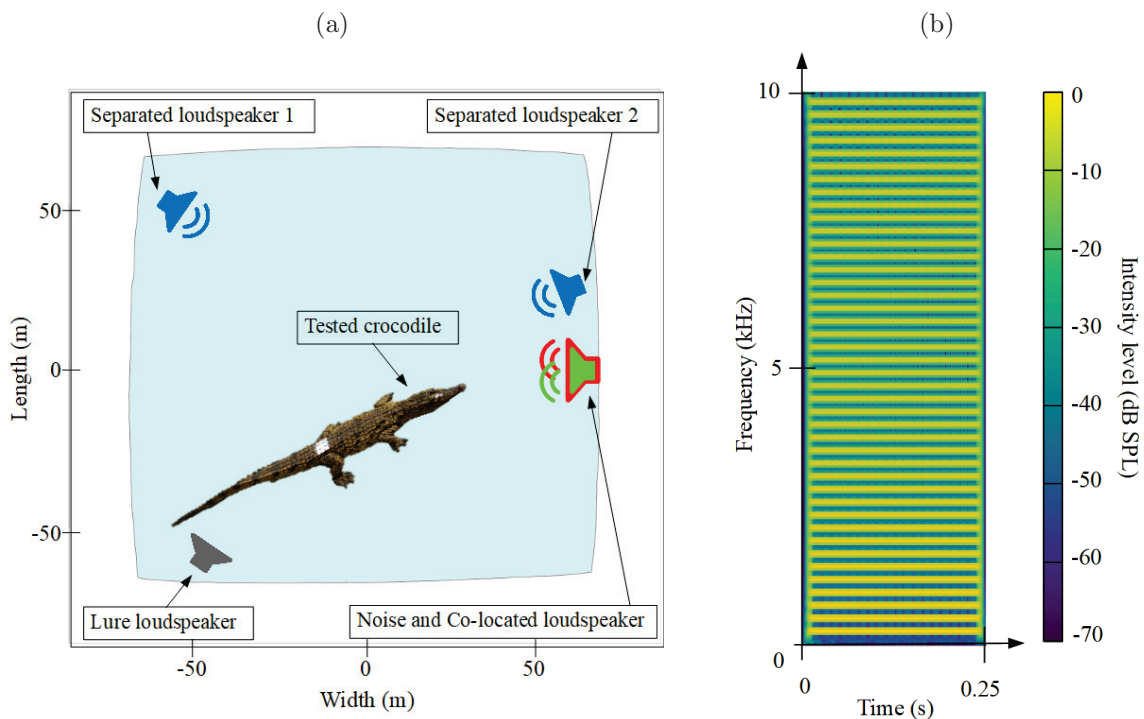 (a)
Separated loudspeaker 1
Separated loudspeaker 2
Tested crocodile
Lure loudspeaker
Noise and Co-located loudspeaker
Length (m)
50
0
-50
-50
0
50
Width (m)
(b)
10
5
0
Frequency (kHz)
0
0.25
Time (s)
0
-10
-20
-30
-40
-50
-60
-70
Intensity level (dB SPL)